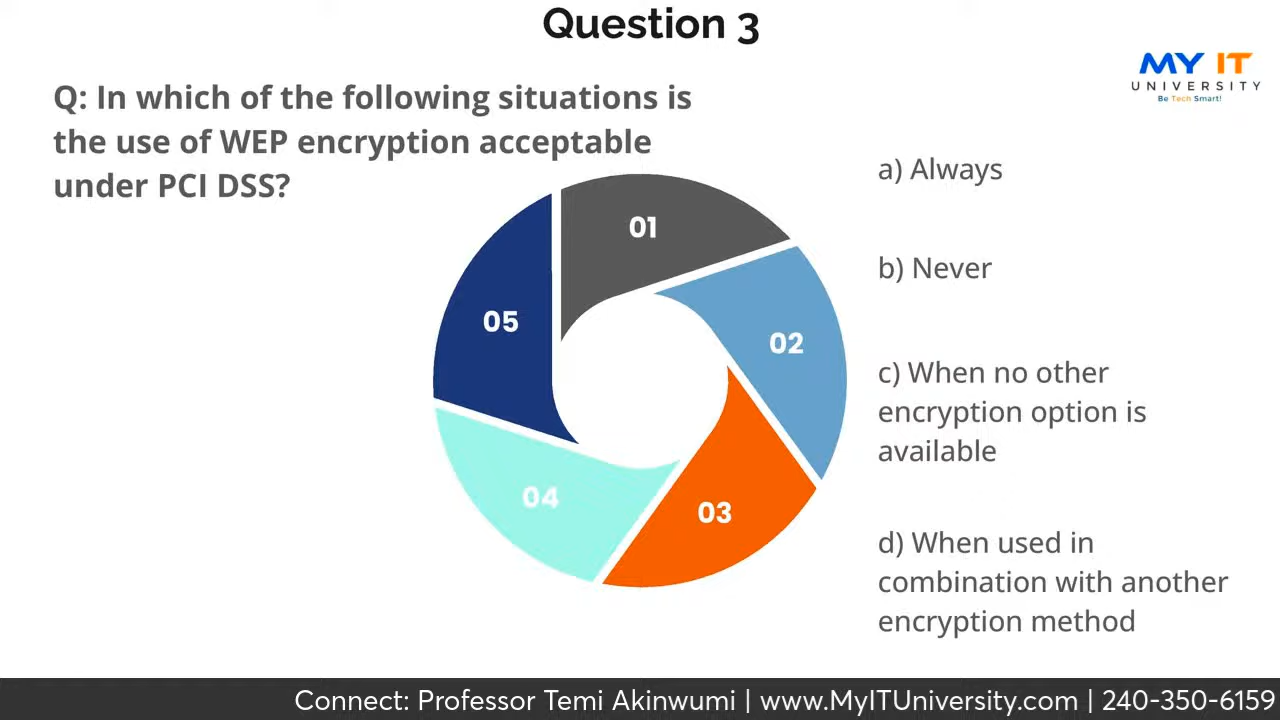 Question 3
MY IT
UNIVERSITY
Be Tech Smart!
Q: In which of the following situations is
the use of WEP encryption acceptable
under PCI DSS?
01
02
03
04
05
a) Always
b) Never
c) When no other
encryption option is
available
d) When used in
combination with another
encryption method
Connect: Professor Temi Akinwumi | www.MyITUniversity.com | 240-350-6159